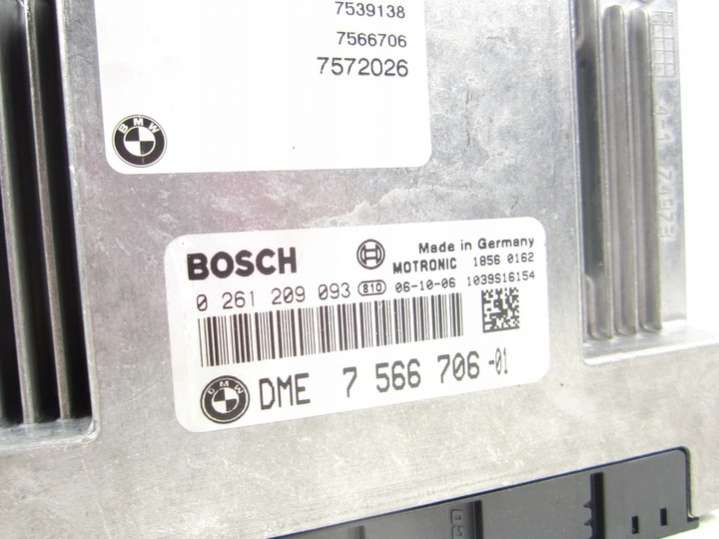 7539138
7566706
7572026
BMW
BOSCH
Made in Germany
MOTRONIC 1856 0162
0 261 209 093 810 06-10-06 1039S16154
BMW
DME 7 566 706-01